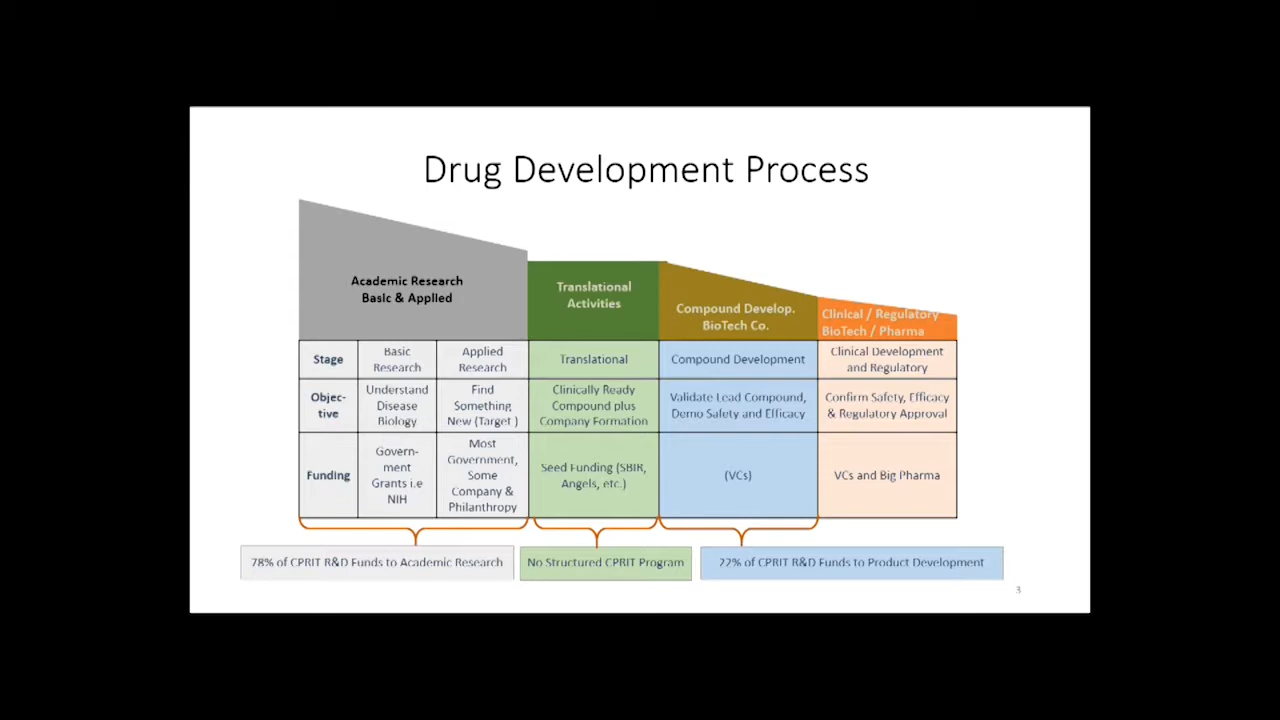 Drug Development Process
Academic Research
Basic & Applied
Translational
Activities
Compound Develop.
BioTech Co.
Clinical / Regulatory
BioTech / Pharma
Stage
Basic
Research
Applied
Research
Translational
Compound Development
Clinical Development
and Regulatory
Objec-
tive
Understand
Disease
Biology
Find
Something
New (Target )
Clinically Ready
Compound plus
Company Formation
Validate Lead Compound,
Demo Safety and Efficacy
Confirm Safety, Efficacy
& Regulatory Approval
Funding
Govern-
ment
Grants i.e
NIH
Most
Government,
Some
Company &
Philanthropy
Seed Funding (SBIR,
Angels, etc.)
(VCs)
VCs and Big Pharma
78% of CPRIT R&D Funds to Academic Research
No Structured CPRIT Program
22% of CPRIT R&D Funds to Product Development
3